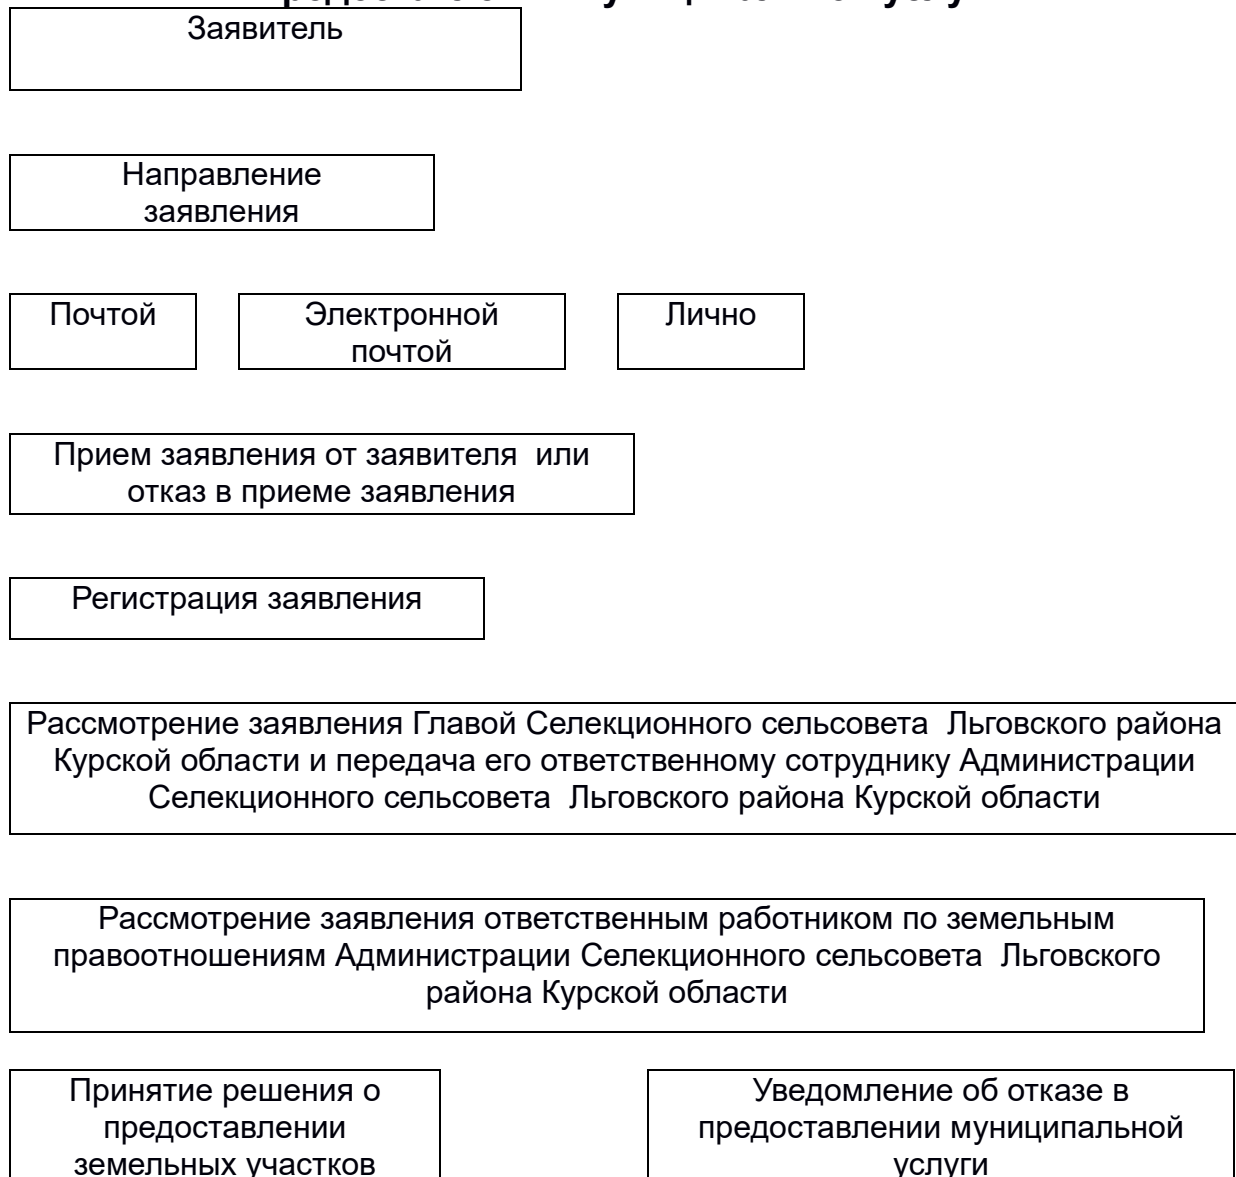 Заявитель
Направление
заявления
Почтой
Электронной
почтой
Лично
Прием заявления от заявителя  или
отказ в приеме заявления
Регистрация заявления
Рассмотрение заявления Главой Селекционного сельсовета  Льговского района
Курской области и передача его ответственному сотруднику Администрации
Селекционного сельсовета  Льговского района Курской области
Рассмотрение заявления ответственным работником по земельным
правоотношениям Администрации Селекционного сельсовета  Льговского
района Курской области
Принятие решения о
предоставлении
земельных участков
Уведомление об отказе в
предоставлении муниципальной
услуги